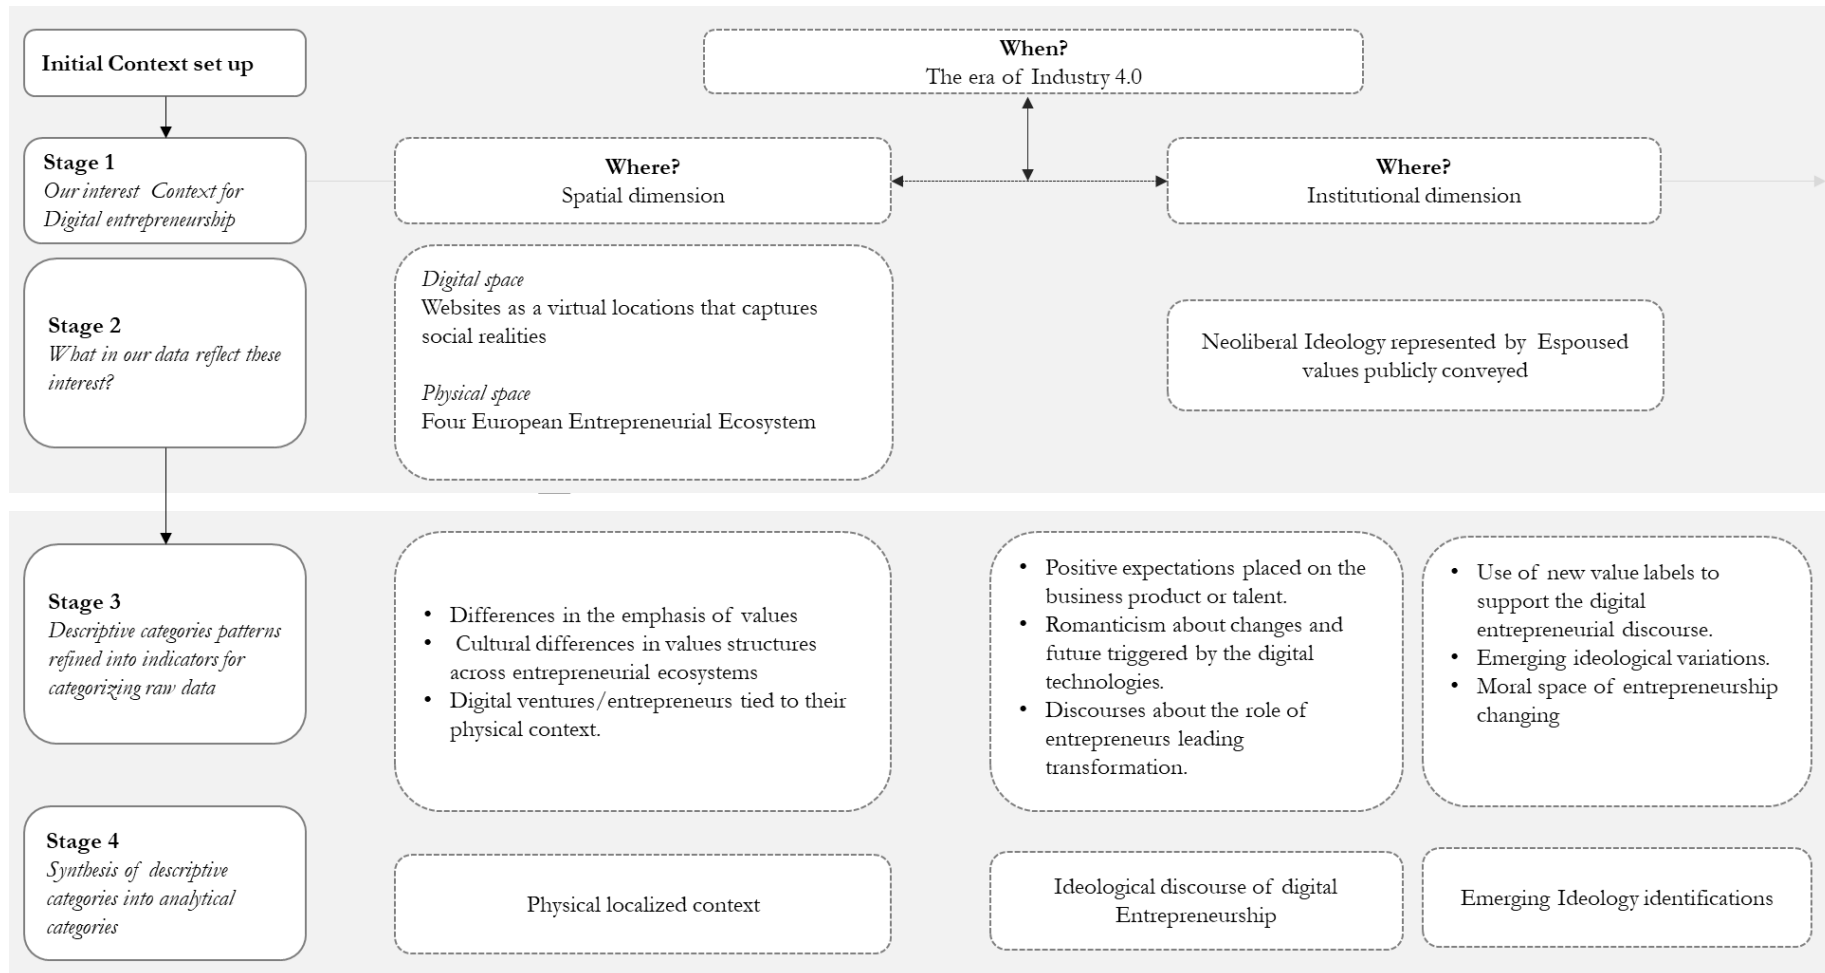 Initial Context set up
When?
The era of Industry 4.0
Stage 1
Our interest Context for
Digital entrepreneurship
Where?
Spatial dimension
Where?
Institutional dimension
Stage 2
What in our data reflect these
interest?
Digital space
Websites as a virtual locations that captures
social realities
Physical space
Four European Entrepreneurial Ecosystem
Neoliberal Ideology represented by Espoused
values publicly conveyed
Stage 3
Descriptive categories patterns
refined into indicators for
categorizing raw data
• Differences in the emphasis of values
• Cultural differences in values structures
across entrepreneurial ecosystems
• Digital ventures/entrepreneurs tied to their
physical context.
• Positive expectations placed on the
business product or talent.
• Romanticism about changes and
future triggered by the digital
technologies.
• Discourses about the role of
entrepreneurs leading
transformation.
• Use of new value labels to
support the digital
entrepreneurial discourse.
• Emerging ideological variations.
• Moral space of entrepreneurship
changing
Stage 4
Synthesis of descriptive
categories into analytical
categories
Physical localized context
Ideological discourse of digital
Entrepreneurship
Emerging Ideology identifications